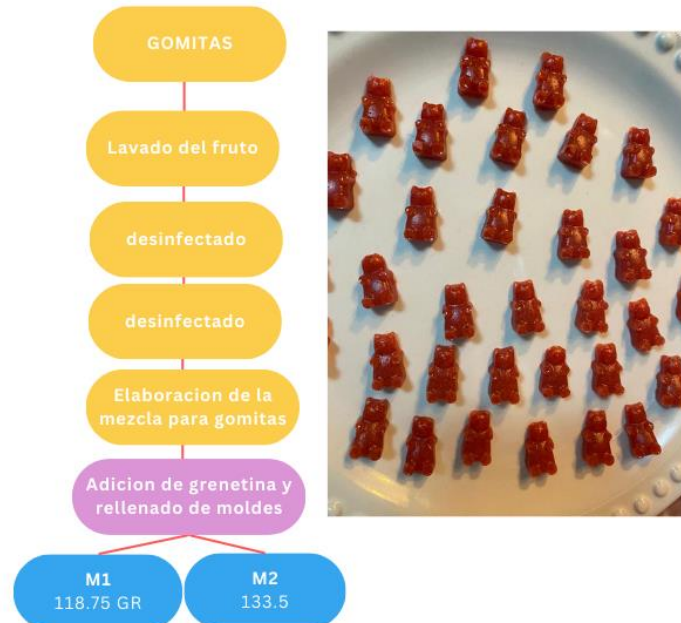 GOMITAS
Lavado del fruto
desinfectado
desinfectado
Elaboracion de la
mezcla para gomitas
Adicion de grenetina y
rellenado de moldes
M1
118.75 GR
M2
133.5